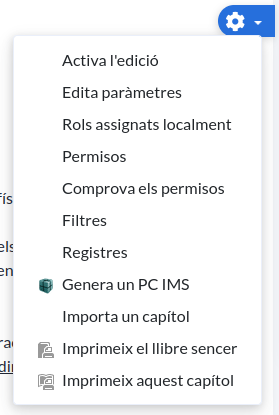 Activa l'edició
Edita paràmetres
Rols assignats localment
Permisos
Comprova els permisos
Filtres
Registres
Genera un PC IMS
Importa un capítol
Imprimeix el llibre sencer
Imprimeix aquest capítol